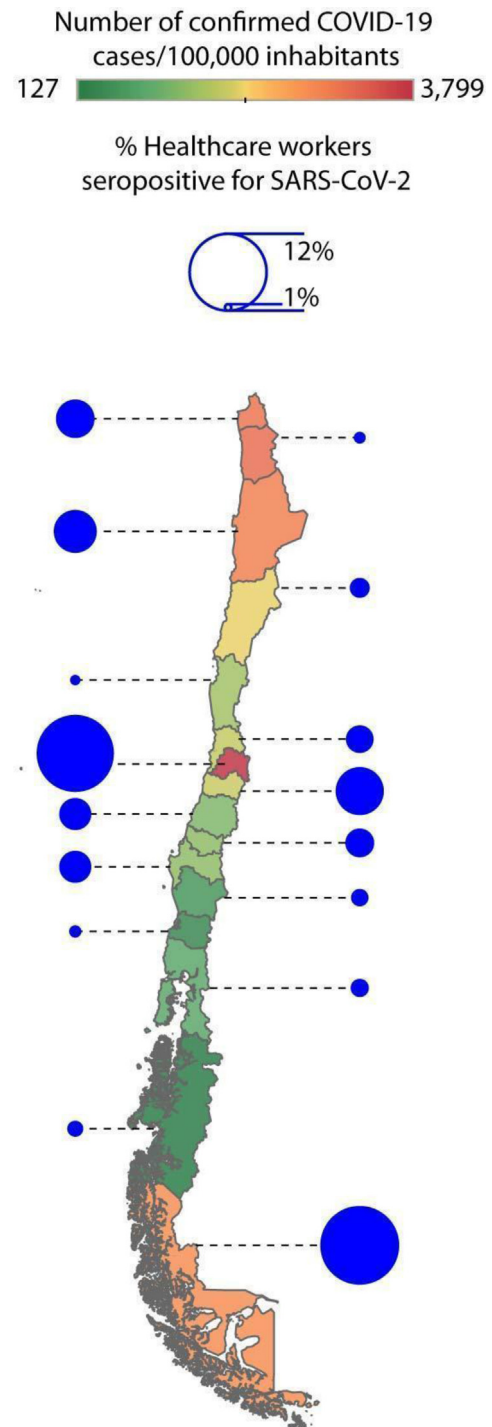 Number of confirmed COVID-19
cases/100,000 inhabitants
127 3,799
% Healthcare workers
seropositive for SARS-CoV-2
12%
1%